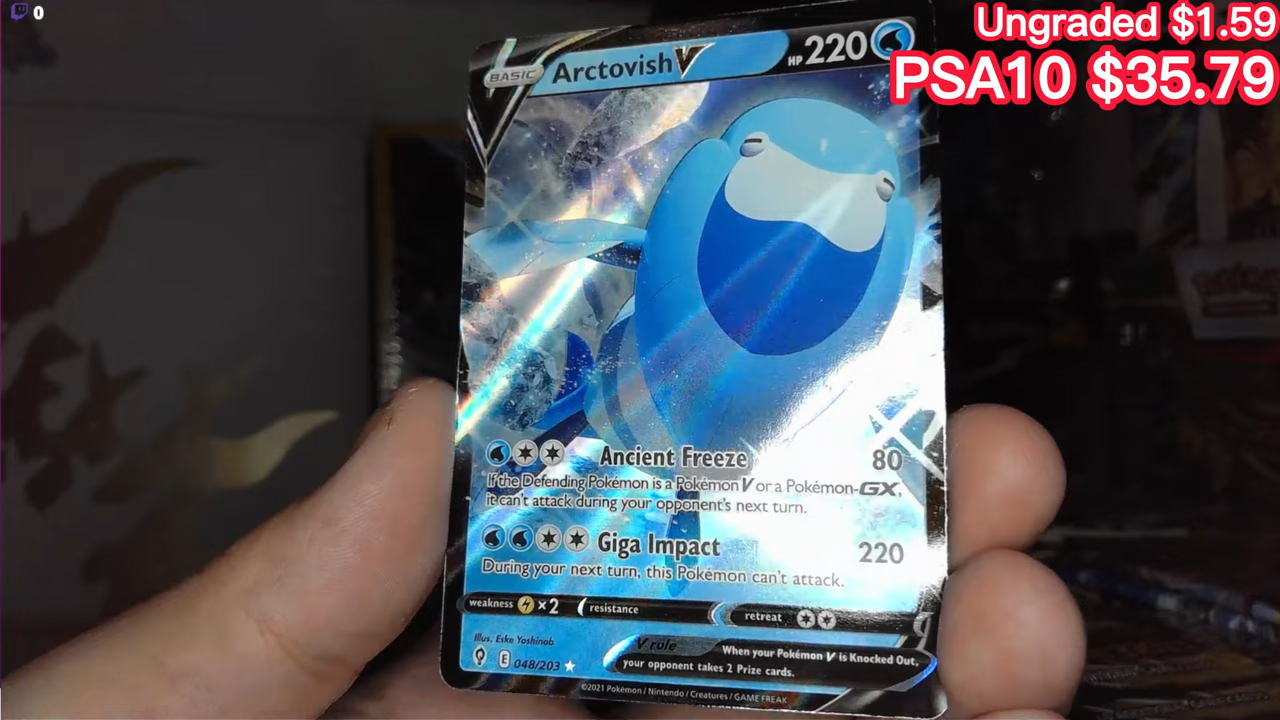 0
Ungraded $1.59
PSA10 $35.79
BASIC Arctovish V HP 220
Ancient Freeze 80
If the Defending Pokémon is a Pokémon V or a Pokémon-GX,
it can't attack during your opponent's next turn.
Giga Impact 220
During your next turn, this Pokémon can't attack.
weakness ×2 resistance retreat
Illus. Eske Yoshinob
E 048/203
V rule When your Pokémon V is Knocked Out,
your opponent takes 2 Prize cards.
©2021 Pokémon / Nintendo / Creatures / GAME FREAK